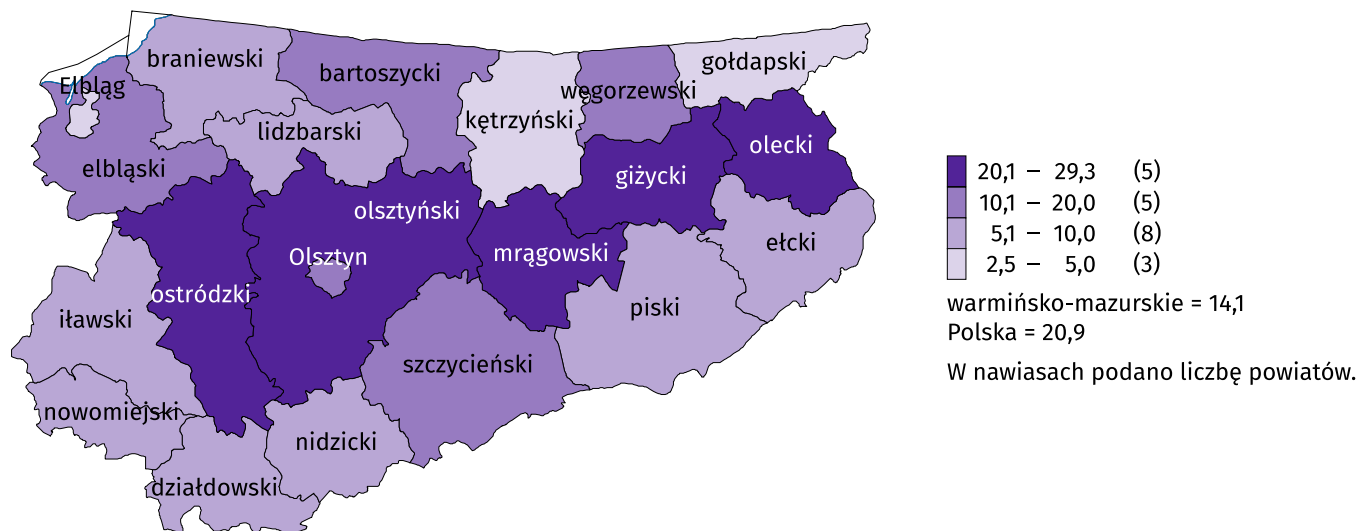 braniewski
bartoszycki
gołdapski
Elbląg
węgorzewski
kętrzyński
lidzbarski
olecki
elbląski
giżycki
olsztyński
ełcki
Olsztyn
mrągowski
ostródzki
piski
iławski
szczycieński
nowomiejski
nidzicki
działdowski
20,1 – 29,3 (5)
10,1 – 20,0 (5)
5,1 – 10,0 (8)
2,5 – 5,0 (3)
warmińsko-mazurskie = 14,1
Polska = 20,9
W nawiasach podano liczbę powiatów.